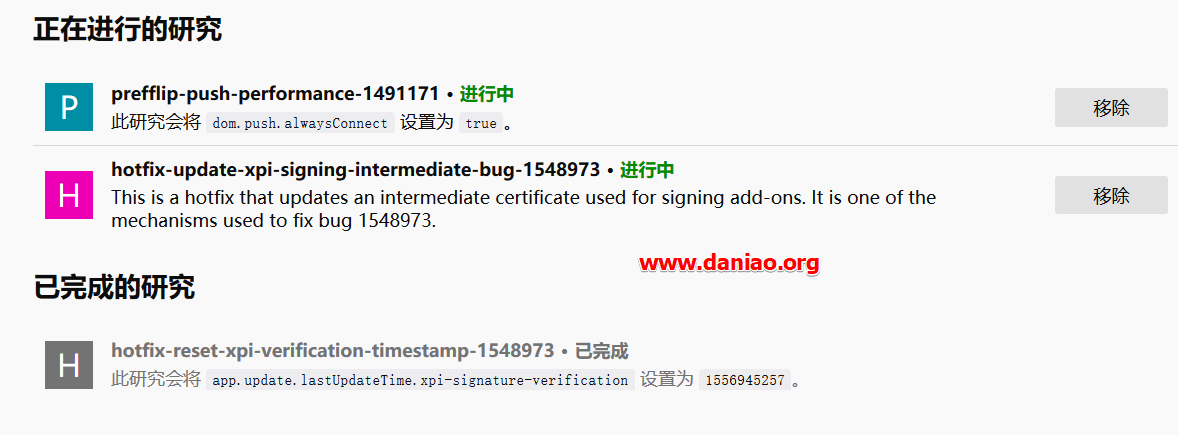 正在进行的研究
P
prefflip-push-performance-1491171 • 进行中
此研究会将 dom.push.alwaysConnect 设置为 true 。
移除
H
hotfix-update-xpi-signing-intermediate-bug-1548973 • 进行中
This is a hotfix that updates an intermediate certificate used for signing add-ons. It is one of the
mechanisms used to fix bug 1548973.
移除
www.daniao.org
已完成的研究
H
hotfix-reset-xpi-verification-timestamp-1548973 • 已完成
此研究会将 app.update.lastUpdateTime.xpi-signature-verification 设置为 1556945257 。